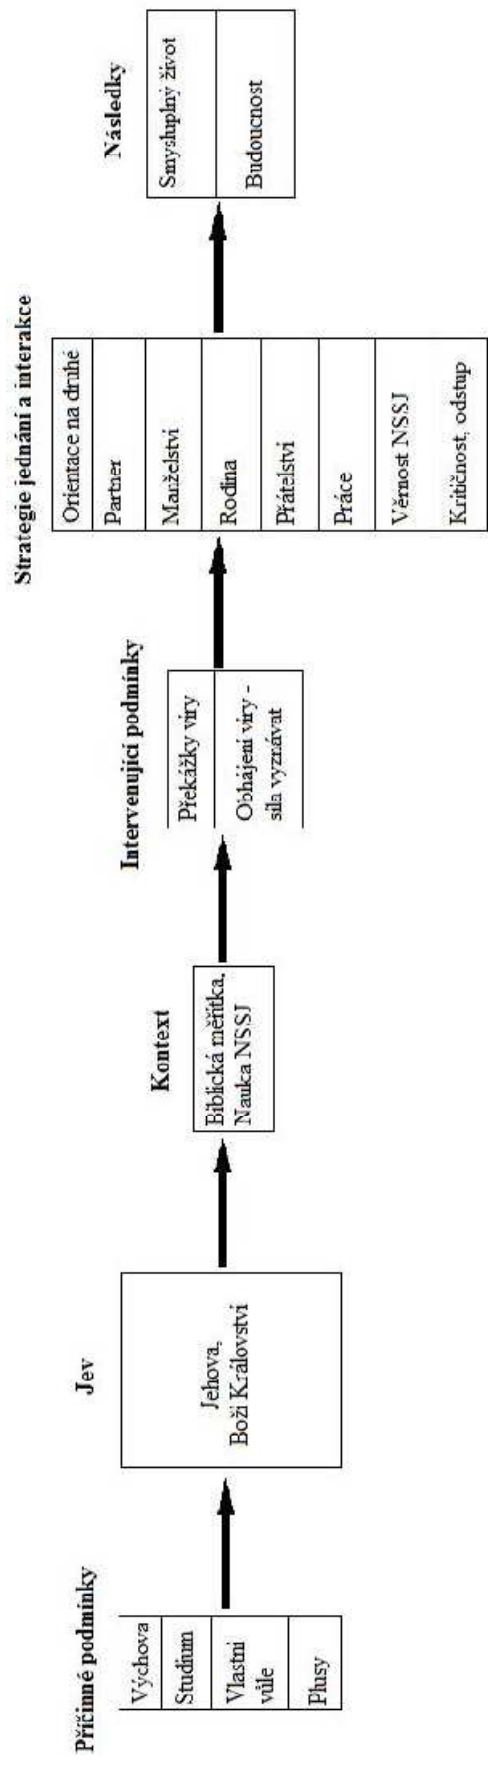 Příčinné podmínky
Výchova
Studium
Vlastní
vůle
Plusy
Jev
Jehova,
Boží Království
Kontext
Biblická měřítka,
Nauka NSSJ
Intervenující podmínky
Překážky víry
Obhájení víry –
síla vyznávat
Strategie jednání a interakce
Orientace na druhé
Partner
Manželství
Rodina
Přátelství
Práce
Věrnost NSSJ
Kritičnost, odstup
Následky
Smysluplný život
Budoucnost